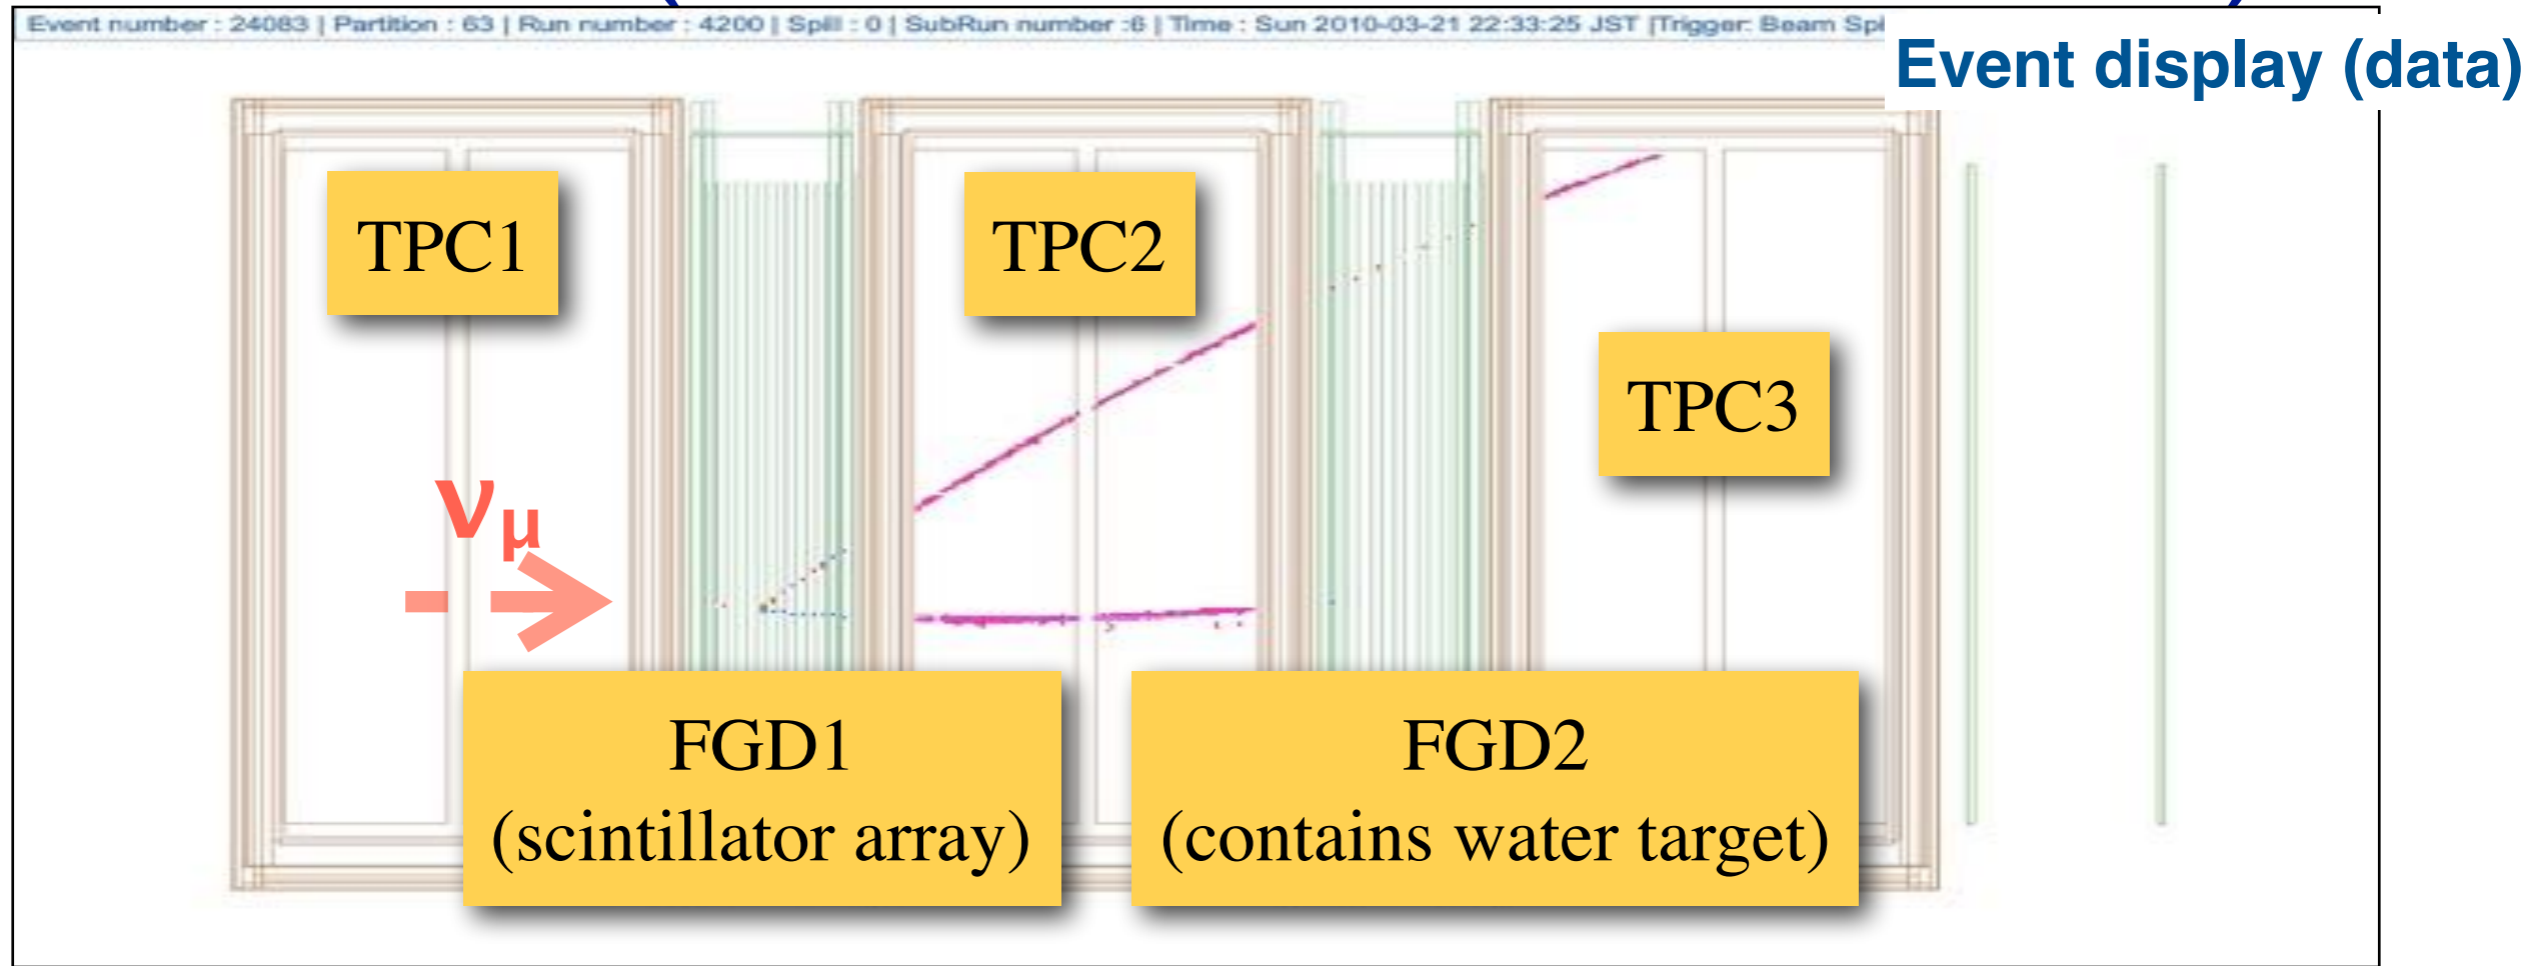 Event number : 24083 | Partition : 63 | Run number : 4200 | Spill : 0 | SubRun number :6 | Time : Sun 2010-03-21 22:33:25 JST |Trigger: Beam Spi
Event display (data)
TPC1
TPC2
TPC3
νμ
FGD1
(scintillator array)
FGD2
(contains water target)